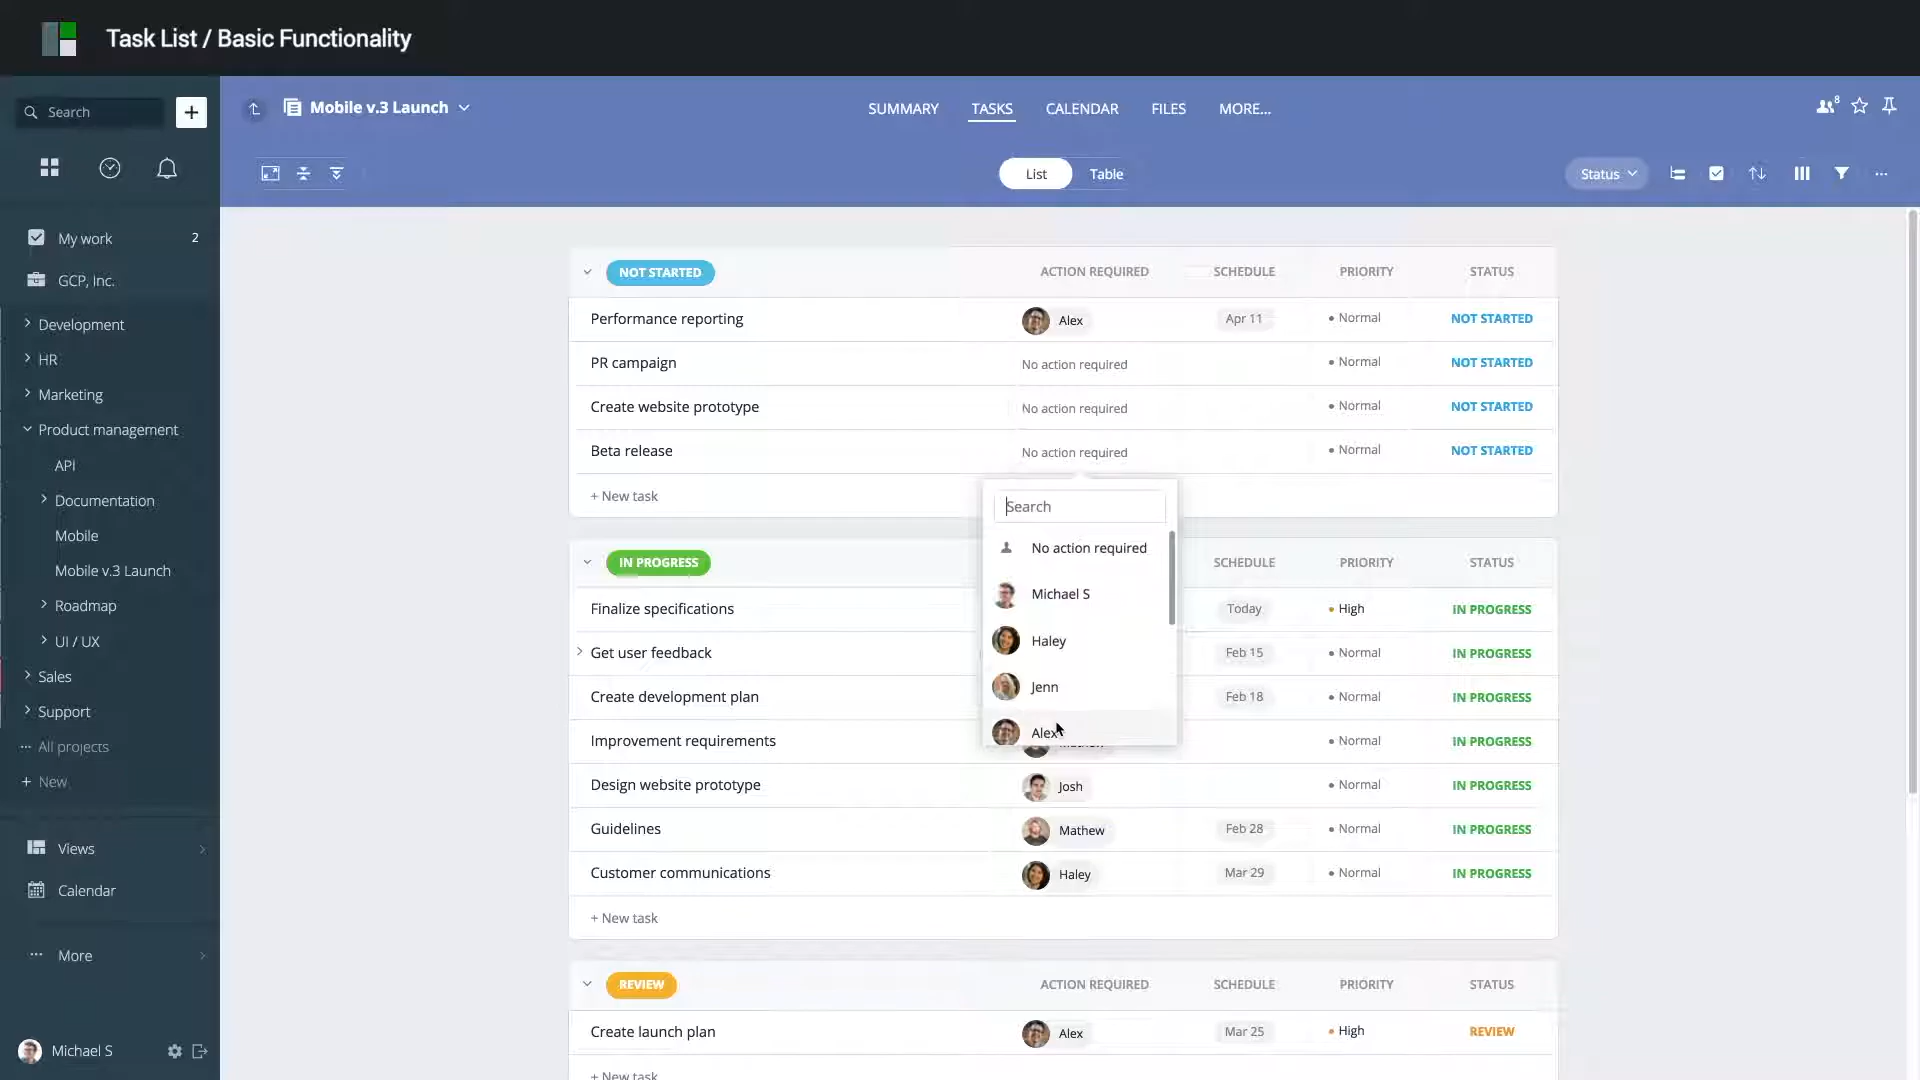 Task List / Basic Functionality
Search
Mobile v.3 Launch
SUMMARY TASKS CALENDAR FILES MORE...
8
List Table
Status
My work 2
GCP, Inc.
Development
HR
Marketing
Product management
API
Documentation
Mobile
Mobile v.3 Launch
Roadmap
UI / UX
Sales
Support
All projects
+ New
Views
Calendar
More
Michael S
NOT STARTED ACTION REQUIRED SCHEDULE PRIORITY STATUS
Performance reporting Alex Apr 11 Normal NOT STARTED
PR campaign No action required Normal NOT STARTED
Create website prototype No action required Normal NOT STARTED
Beta release No action required Normal NOT STARTED
+ New task
Search
No action required
Michael S
Haley
Jenn
Alex
IN PROGRESS SCHEDULE PRIORITY STATUS
Finalize specifications Today High IN PROGRESS
Get user feedback Feb 15 Normal IN PROGRESS
Create development plan Feb 18 Normal IN PROGRESS
Improvement requirements Normal IN PROGRESS
Design website prototype Josh Normal IN PROGRESS
Guidelines Mathew Feb 28 Normal IN PROGRESS
Customer communications Haley Mar 29 Normal IN PROGRESS
+ New task
REVIEW ACTION REQUIRED SCHEDULE PRIORITY STATUS
Create launch plan Alex Mar 25 High REVIEW
+ New task